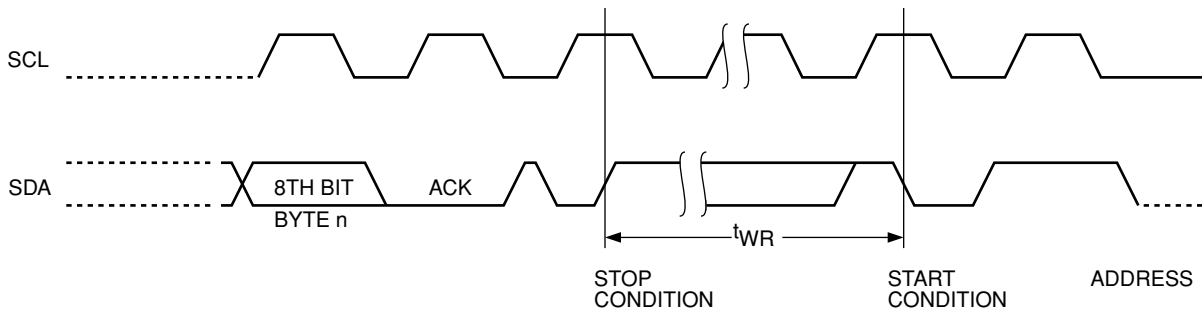 SCL
SDA
8TH BIT
ACK
BYTE n
tWR
STOP
CONDITION
START
CONDITION
ADDRESS